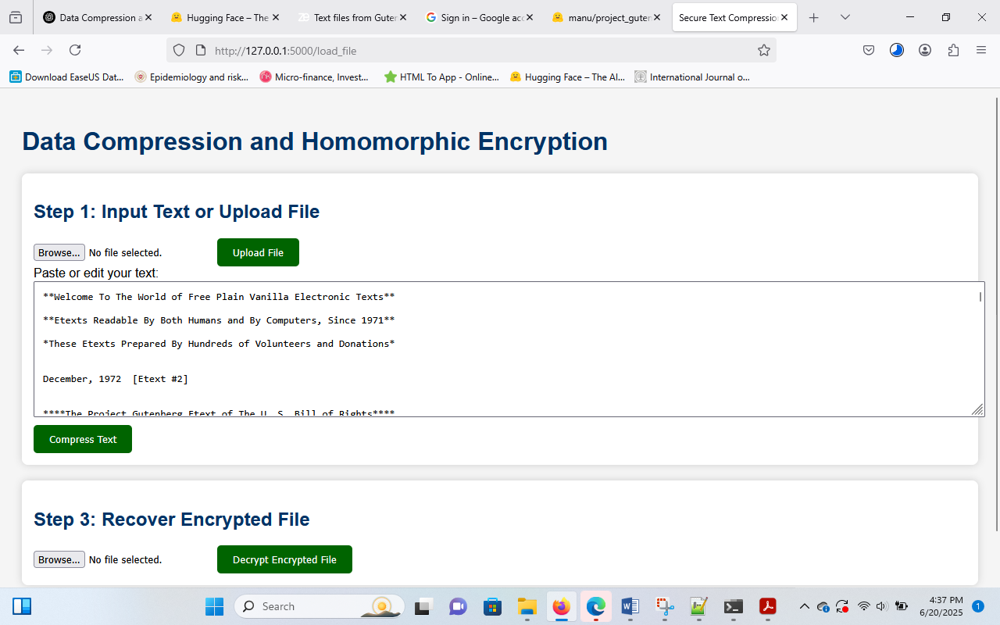 Data Compression a
Hugging Face – The
Text files from Guter
Sign in – Google acc
manu/project_guter
Secure Text Compressio
http://127.0.0.1:5000/load_file
Download EaseUS Dat...
Epidemiology and risk...
Micro-finance, Invest...
HTML To App - Online...
Hugging Face – The AI...
International Journal o...
Data Compression and Homomorphic Encryption
Step 1: Input Text or Upload File
Browse... No file selected. Upload File
Paste or edit your text:
**Welcome To The World of Free Plain Vanilla Electronic Texts**
**Etexts Readable By Both Humans and By Computers, Since 1971**
*These Etexts Prepared By Hundreds of Volunteers and Donations*
December, 1972  [Etext #2]
****The Project Gutenberg Etext of The U. S. Bill of Rights****
Compress Text
Step 3: Recover Encrypted File
Browse... No file selected. Decrypt Encrypted File
Search
4:37 PM
6/20/2025
1